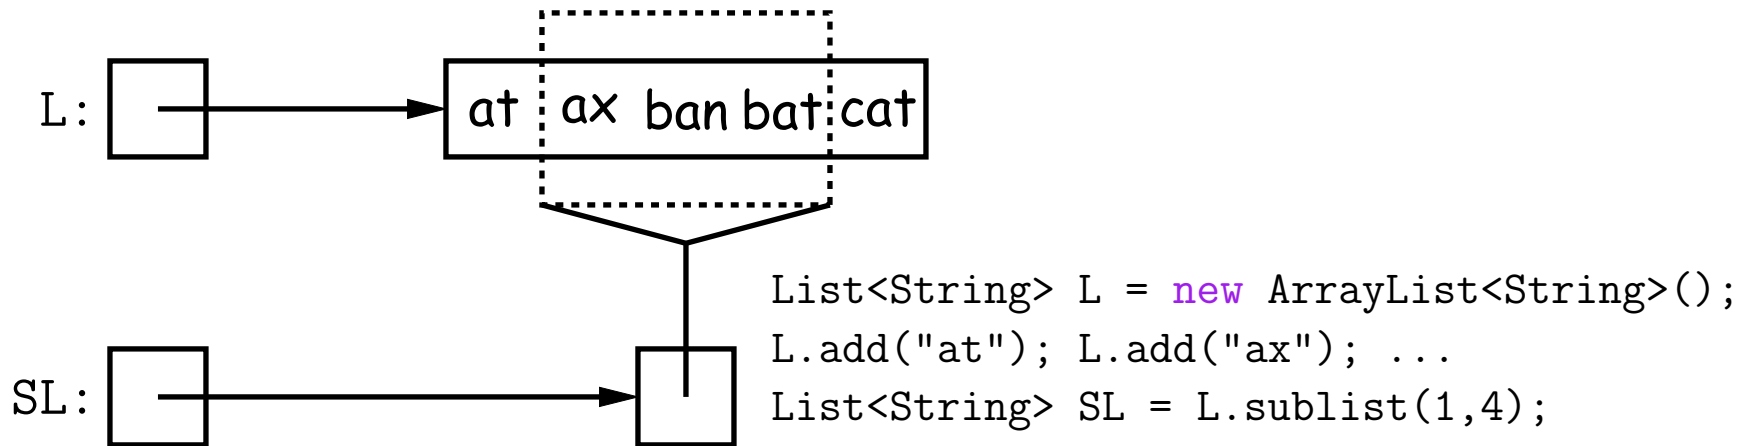 L: at ax ban bat cat
List<String> L = new ArrayList<String>();
L.add("at"); L.add("ax"); ...
SL: List<String> SL = L.sublist(1,4);